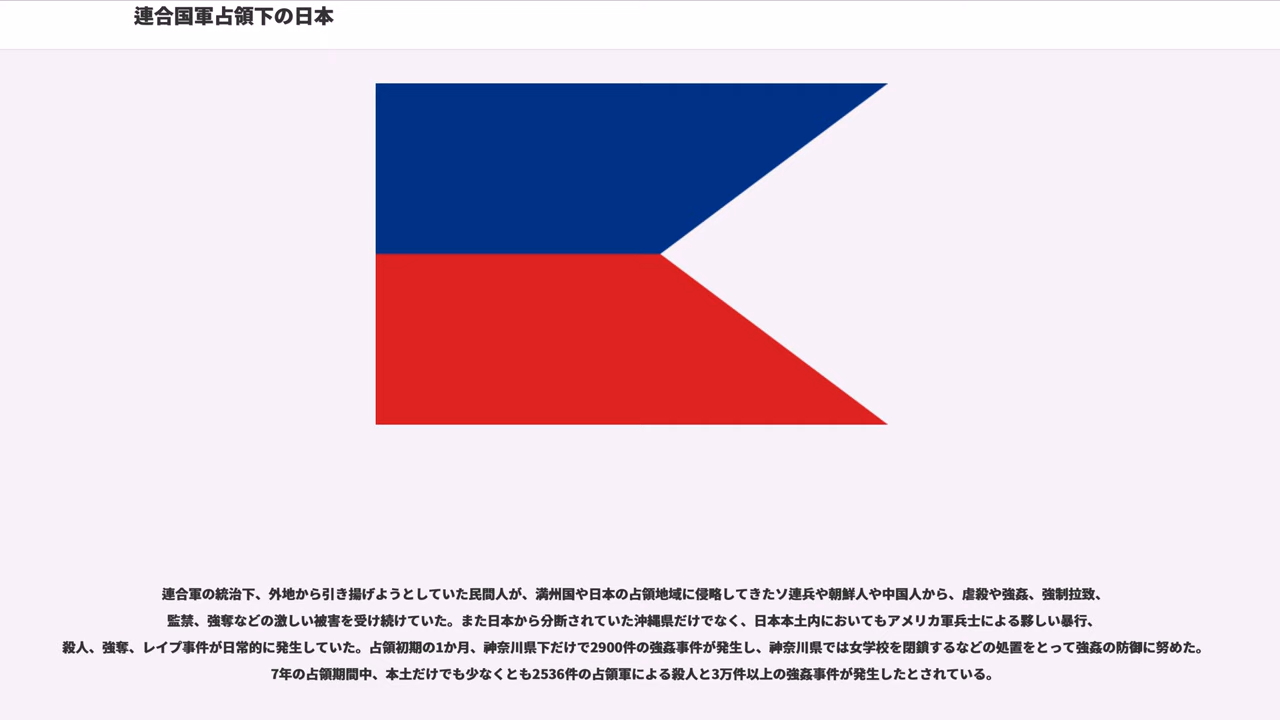 連合国軍占領下の日本
連合軍の統治下、外地から引き揚げようとしていた民間人が、満州国や日本の占領地域に侵略してきたソ連兵や朝鮮人や中国人から、虐殺や強姦、強制拉致、
監禁、強奪などの激しい被害を受け続けていた。また日本から分断されていた沖縄県だけでなく、日本本土内においてもアメリカ軍兵士による夥しい暴行、
殺人、強奪、レイプ事件が日常的に発生していた。占領初期の1か月、神奈川県下だけで2900件の強姦事件が発生し、神奈川県では女学校を閉鎖するなどの処置をとって強姦の防御に努めた。
7年の占領期間中、本土だけでも少なくとも2536件の占領軍による殺人と3万件以上の強姦事件が発生したとされている。